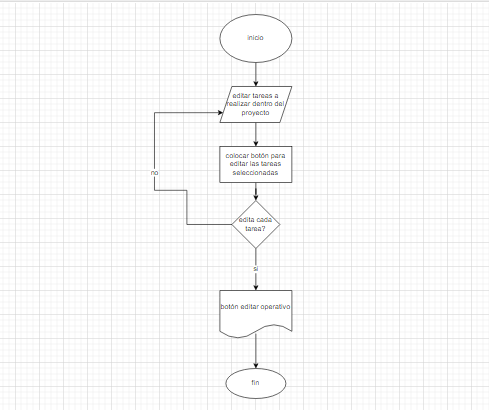 inicio
editar tareas a
realizar dentro del
proyecto
colocar botón para
editar las tareas
seleccionadas
no
edita cada
tarea?
si
botón editar operativo
fin